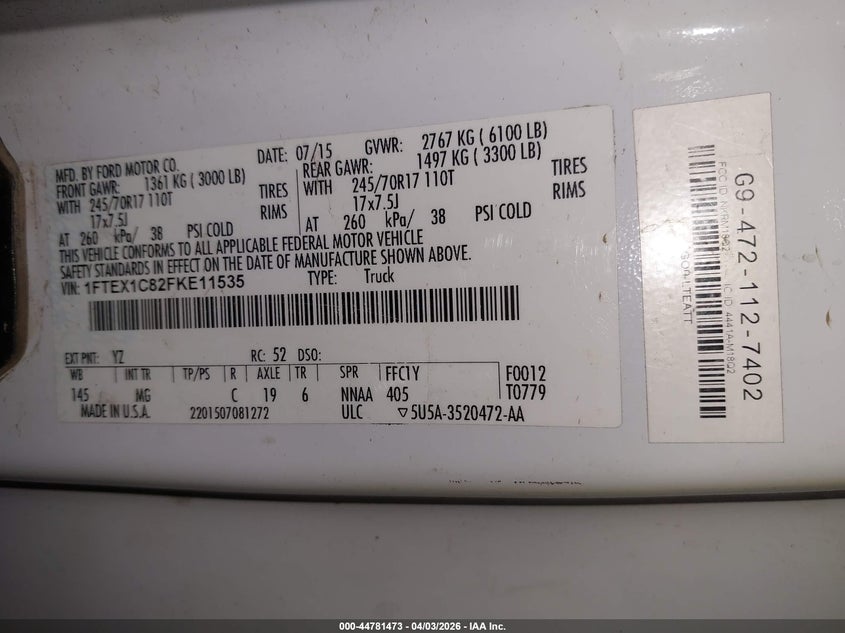 MFD. BY FORD MOTOR CO. DATE: 07/15 GVWR: 2767 KG ( 6100 LB)
FRONT GAWR: 1361 KG ( 3000 LB) REAR GAWR: 1497 KG ( 3300 LB)
WITH 245/70R17 110T TIRES WITH 245/70R17 110T TIRES
17x7.5J RIMS 17x7.5J RIMS
AT 260 kPa/ 38 PSI COLD AT 260 kPa/ 38 PSI COLD
THIS VEHICLE CONFORMS TO ALL APPLICABLE FEDERAL MOTOR VEHICLE
SAFETY STANDARDS IN EFFECT ON THE DATE OF MANUFACTURE SHOWN ABOVE.
VIN: 1FTEX1C82FKE11535 TYPE: Truck
EXT PNT: YZ RC: 52 DSO:
WB INT TR TP/PS R AXLE TR SPR FFC1Y F0012
145 MG C 19 6 NNAA 405 T0779
MADE IN U.S.A. 2201507081272 ULC ▽5U5A-3520472-AA
G9-472-112-7402
FCC ID IC ID 4441A-M18Q2
000-44781473 — 04/03/2026 — IAA Inc.